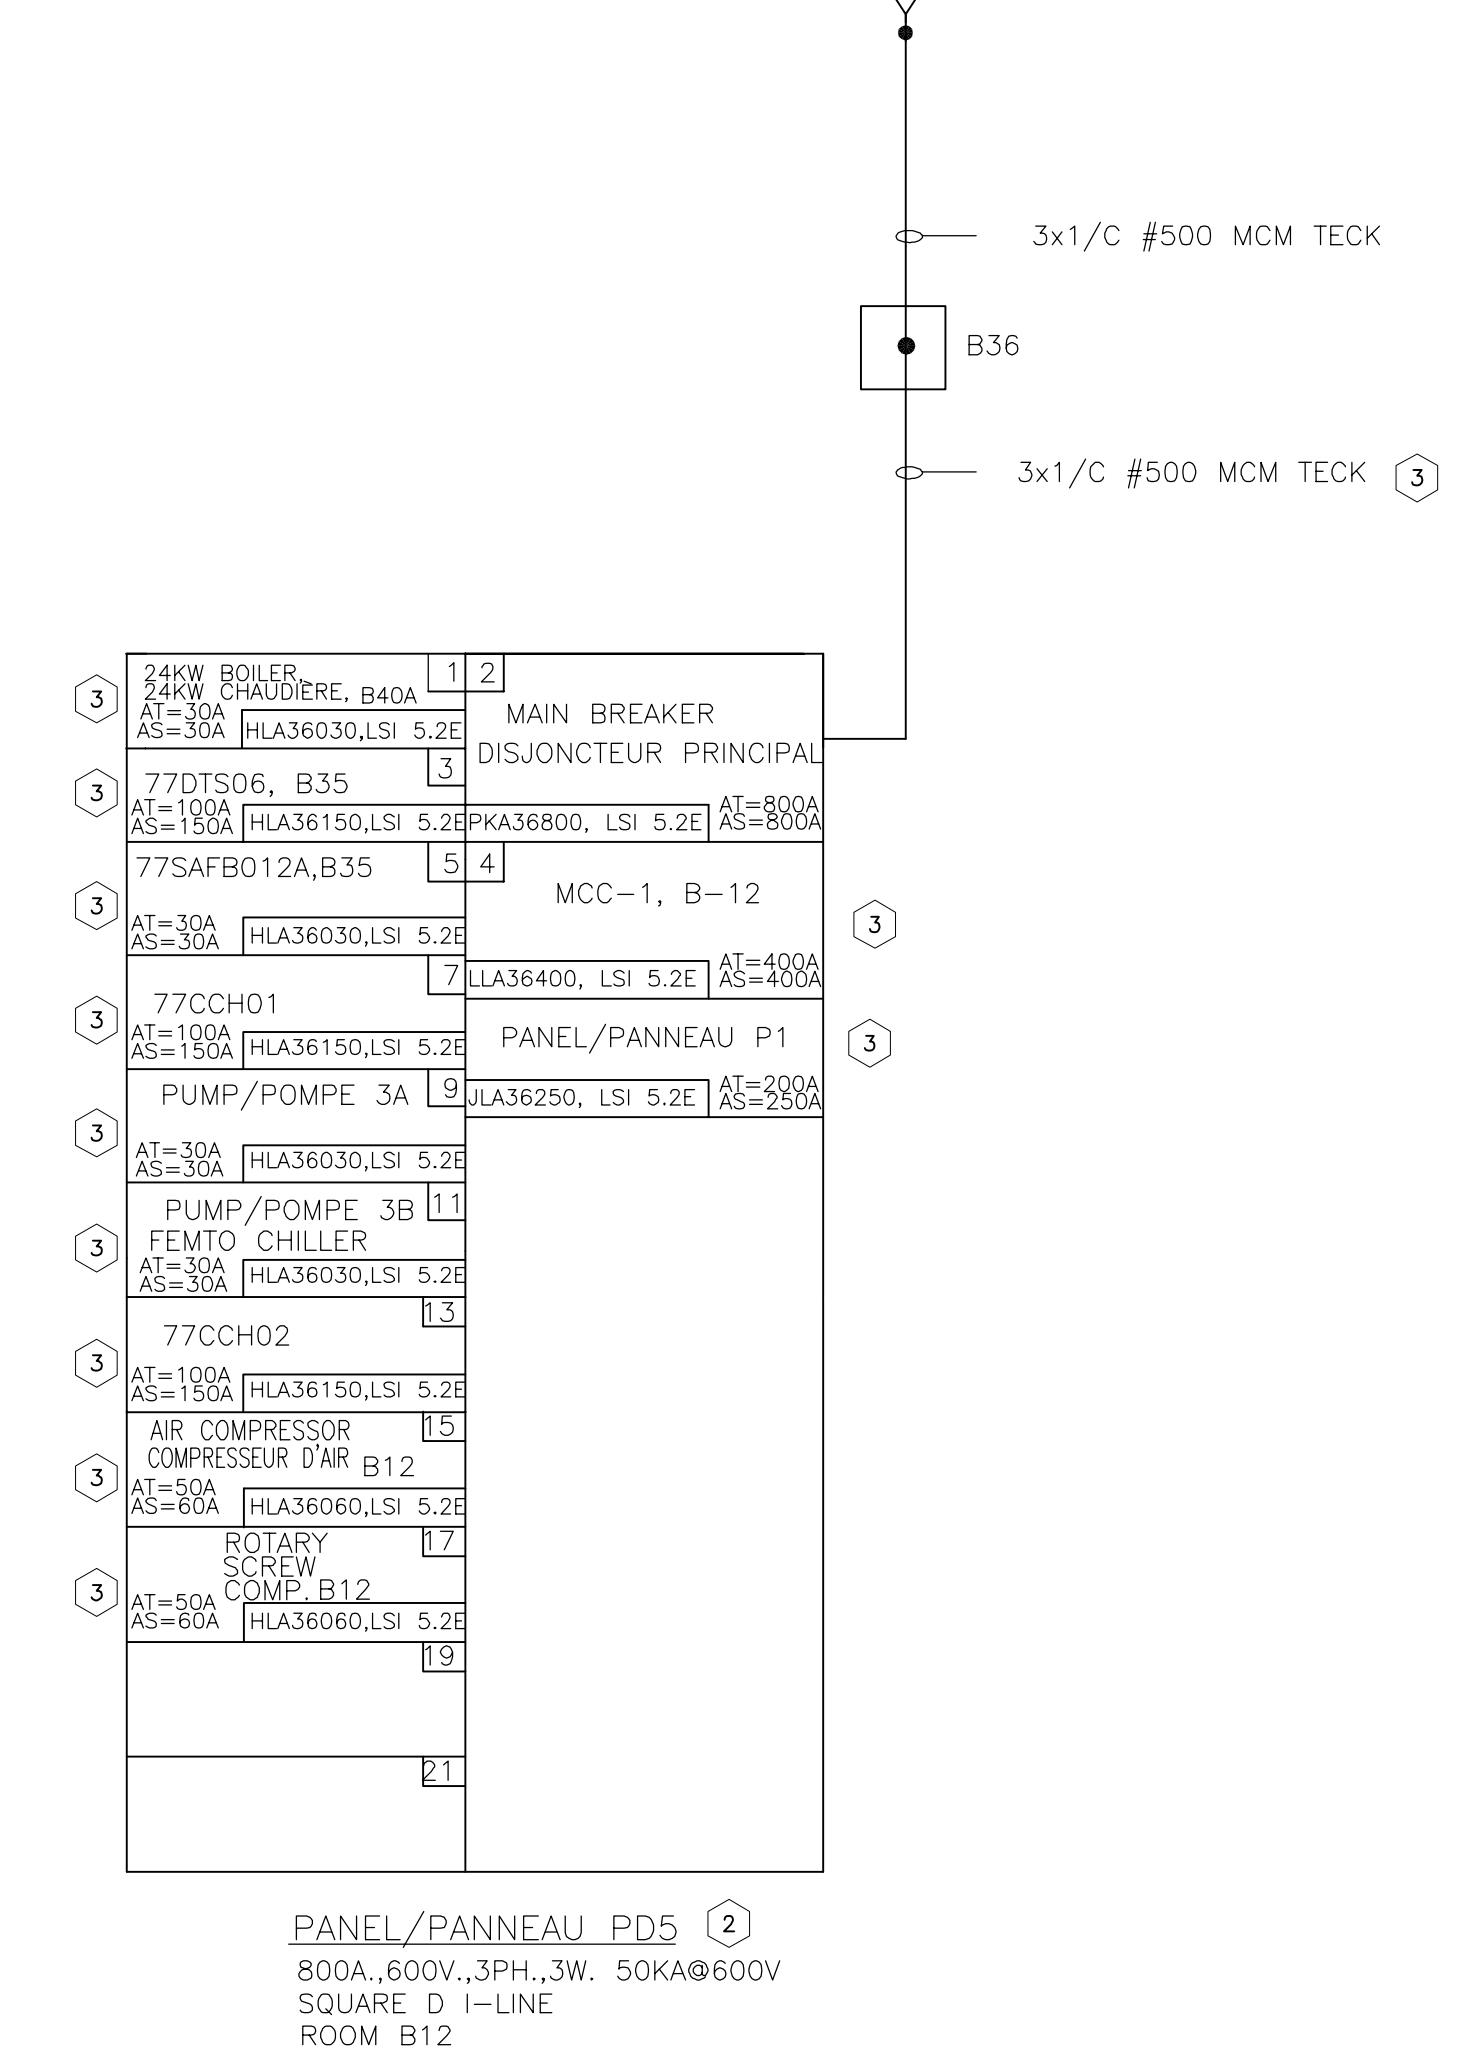 3x1/C #500 MCM TECK
B36
3x1/C #500 MCM TECK 3
3
24KW BOILER,
24KW CHAUDIÈRE, B40A
AT=30A
AS=30A
HLA36030,LSI 5.2E
1
2
MAIN BREAKER
DISJONCTEUR PRINCIPAL
PKA36800, LSI 5.2E
AT=800A
AS=800A
3
3
77DTS06, B35
AT=100A
AS=150A
HLA36150,LSI 5.2E
3
5
77SAFB012A,B35
AT=30A
AS=30A
HLA36030,LSI 5.2E
4
MCC-1, B-12
LLA36400, LSI 5.2E
AT=400A
AS=400A
3
3
7
77CCH01
AT=100A
AS=150A
HLA36150,LSI 5.2E
PANEL/PANNEAU P1
JLA36250, LSI 5.2E
AT=200A
AS=250A
3
3
9
PUMP/POMPE 3A
AT=30A
AS=30A
HLA36030,LSI 5.2E
3
11
PUMP/POMPE 3B
FEMTO CHILLER
AT=30A
AS=30A
HLA36030,LSI 5.2E
3
13
77CCH02
AT=100A
AS=150A
HLA36150,LSI 5.2E
3
15
AIR COMPRESSOR
COMPRESSEUR D'AIR B12
AT=50A
AS=60A
HLA36060,LSI 5.2E
3
17
ROTARY
SCREW
COMP. B12
AT=50A
AS=60A
HLA36060,LSI 5.2E
19
21
PANEL/PANNEAU PD5 2
800A.,600V.,3PH.,3W. 50KA@600V
SQUARE D I-LINE
ROOM B12